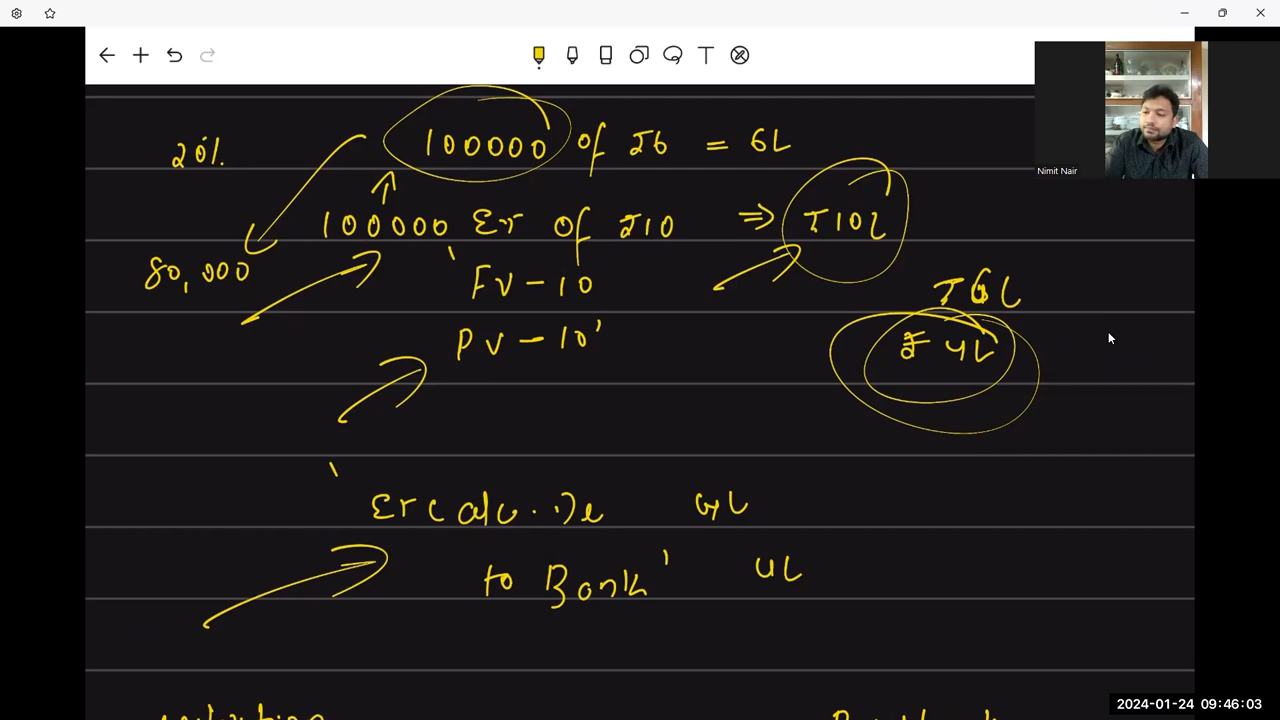 20%
100000 of ₹6 = 6L
100000 Er of ₹10 ⇒ ₹10L
80,000
FV - 10
₹6L
PV - 10
₹4L
Er C a/c .. Dr 4L
to Bank 4L
Nimit Nair
2024-01-24 09:46:03